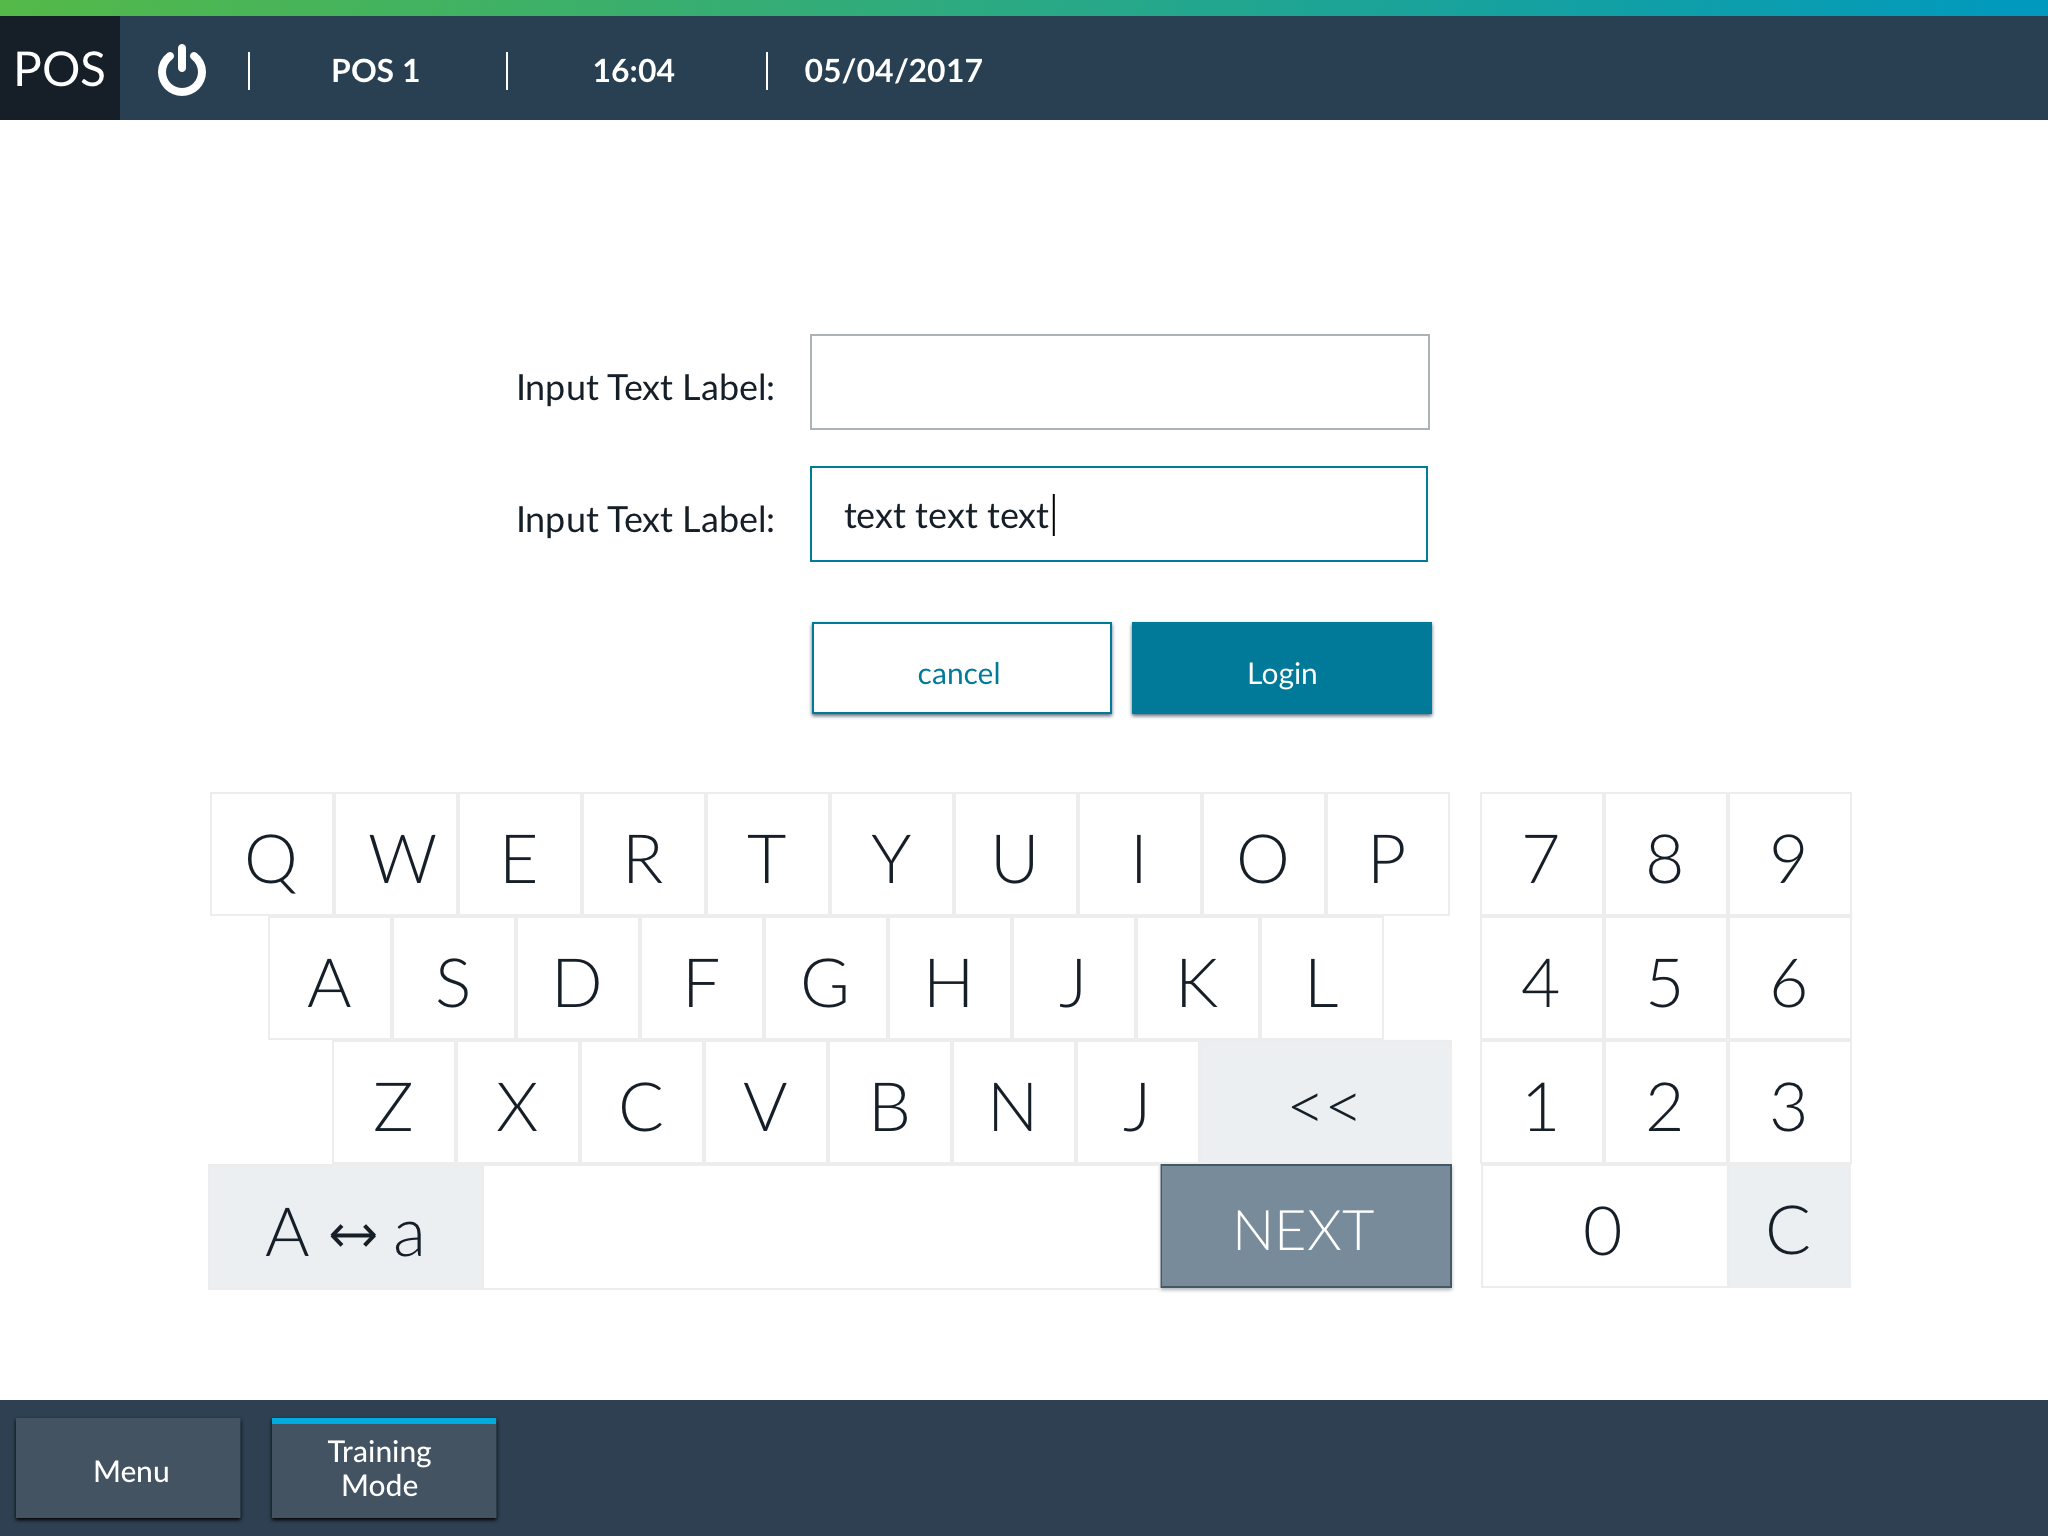 POS POS 1 16:04 05/04/2017
Input Text Label:
Input Text Label: text text text
cancel Login
Q W E R T Y U I O P 7 8 9
A S D F G H J K L 4 5 6
Z X C V B N J << 1 2 3
A ↔ a NEXT 0 C
Menu
Training
Mode